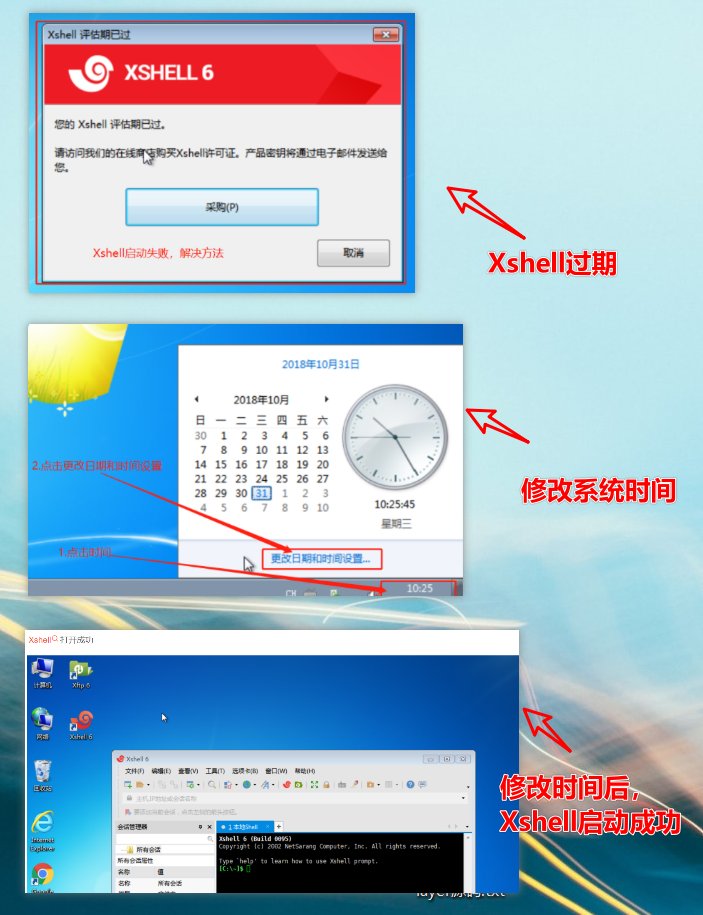 Xshell 评估期已过
XSHELL 6
您的 Xshell 评估期已过。
请访问我们的在线商店购买Xshell许可证。产品密钥将通过电子邮件发送给
您。
采购(P)
Xshell启动失败，解决方法
取消
Xshell过期
2018年10月31日
2018年10月
日 一 二 三 四 五 六
30 1 2 3 4 5 6
7 8 9 10 11 12 13
14 15 16 17 18 19 20
21 22 23 24 25 26 27
28 29 30 31 1 2 3
4 5 6 7 8 9 10
2.点击更改日期和时间设置
10:25:45
星期三
1.点击时间
更改日期和时间设置...
CH
10:25
修改系统时间
Xshell打开成功
计算机
Xftp 6
网络
Xshell 6
回收站
Internet
Explorer
Xshell 6
文件(F) 编辑(E) 查看(V) 工具(T) 选项卡(B) 窗口(W) 帮助(H)
主机,IP地址或会话名称
会话管理器
1 本地Shell
所有会话
所有会话属性
名称 值
名称 所有会话
Xshell 6 (Build 0095)
Copyright (c) 2002 NetSarang Computer, Inc. All rights reserved.
Type `help' to learn how to use Xshell prompt.
[C:\~]$
修改时间后，
Xshell启动成功